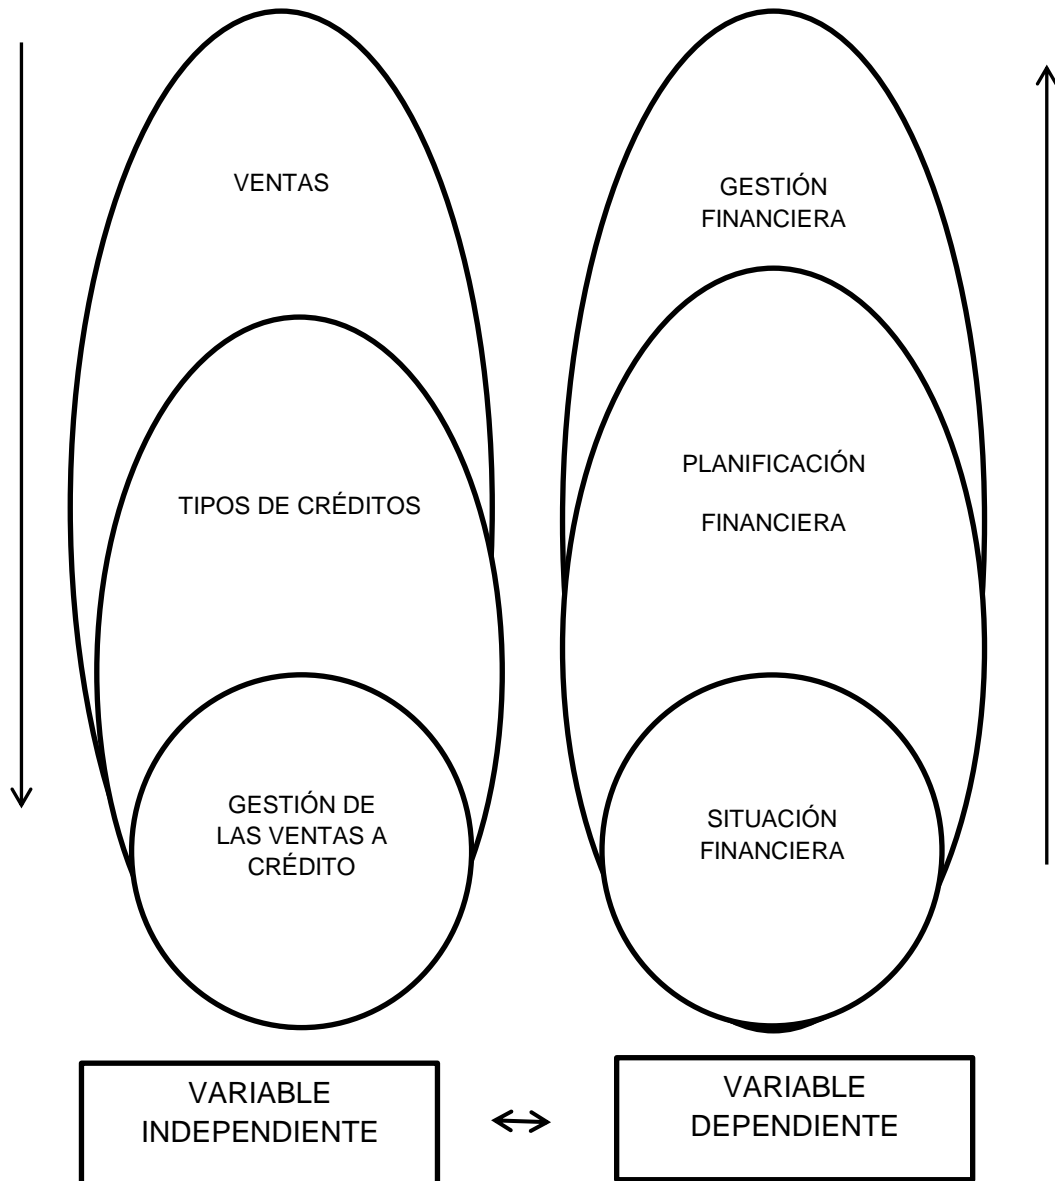 VENTAS
TIPOS DE CRÉDITOS
GESTIÓN DE
LAS VENTAS A
CRÉDITO
GESTIÓN
FINANCIERA
PLANIFICACIÓN
FINANCIERA
SITUACIÓN
FINANCIERA
VARIABLE
INDEPENDIENTE
VARIABLE
DEPENDIENTE